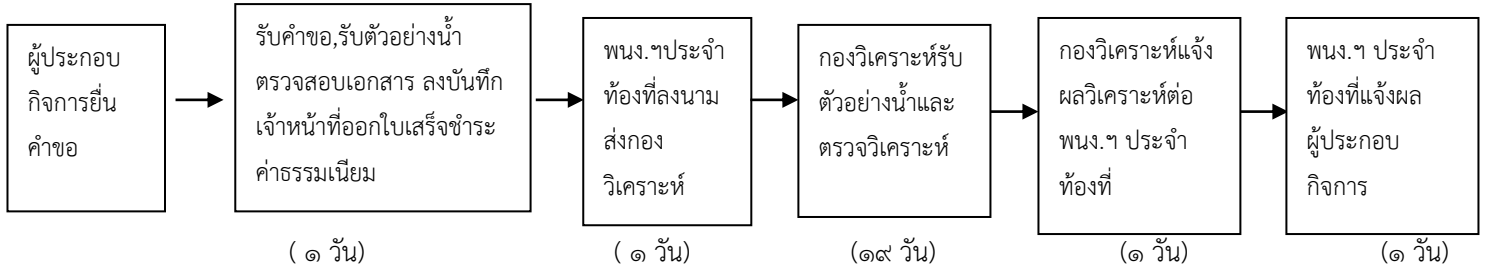 ผู้ประกอบ
กิจการยื่น
คำขอ
รับคำขอ,รับตัวอย่างน้ำ
ตรวจสอบเอกสาร ลงบันทึก
เจ้าหน้าที่ออกใบเสร็จชำระ
ค่าธรรมเนียม
พนง.ฯประจำ
ท้องที่ลงนาม
ส่งกอง
วิเคราะห์
กองวิเคราะห์รับ
ตัวอย่างน้ำและ
ตรวจวิเคราะห์
กองวิเคราะห์แจ้ง
ผลวิเคราะห์ต่อ
พนง.ฯ ประจำ
ท้องที่
พนง.ฯ ประจำ
ท้องที่แจ้งผล
ผู้ประกอบ
กิจการ
( ๑ วัน)
( ๑ วัน)
(๑๙ วัน)
(๑ วัน)
(๑ วัน)